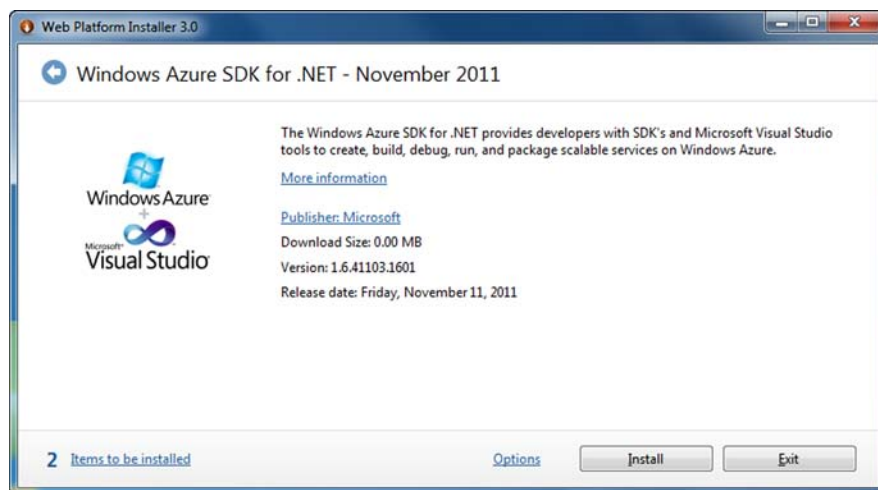 Web Platform Installer 3.0
Windows Azure SDK for .NET - November 2011
The Windows Azure SDK for .NET provides developers with SDK's and Microsoft Visual Studio
tools to create, build, debug, run, and package scalable services on Windows Azure.
More information
Publisher: Microsoft
Download Size: 0.00 MB
Version: 1.6.41103.1601
Release date: Friday, November 11, 2011
Windows Azure
+
Microsoft
Visual Studio
2 Items to be installed
Options
Install
Exit